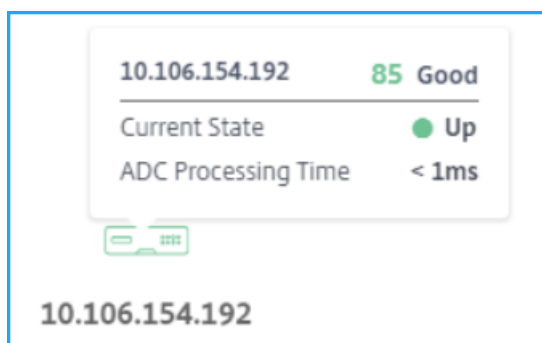 10.106.154.192 85 Good
Current State Up
ADC Processing Time < 1ms
10.106.154.192